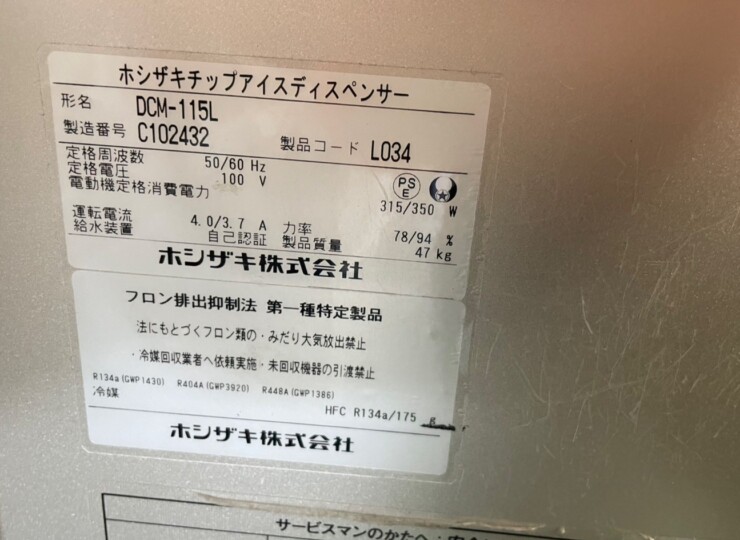 ホシザキチップアイスディスペンサー
形名 DCM-115L
製造番号 C102432 製品コード L034
定格周波数 50/60 Hz
定格電圧 100 V
電動機定格消費電力 315/350 W
PS
E
運転電流 4.0/3.7 A 力率 78/94 %
給水装置 自己認証 製品質量 47 kg
ホシザキ株式会社
フロン排出抑制法 第一種特定製品
法にもとづくフロン類の・みだり大気放出禁止
・冷媒回収業者へ依頼実施・未回収機器の引渡禁止
R134a(GWP1430) R404A(GWP3920) R448A(GWP1386)
冷媒 HFC R134a/175 g
ホシザキ株式会社
サービスマンのかたへ・